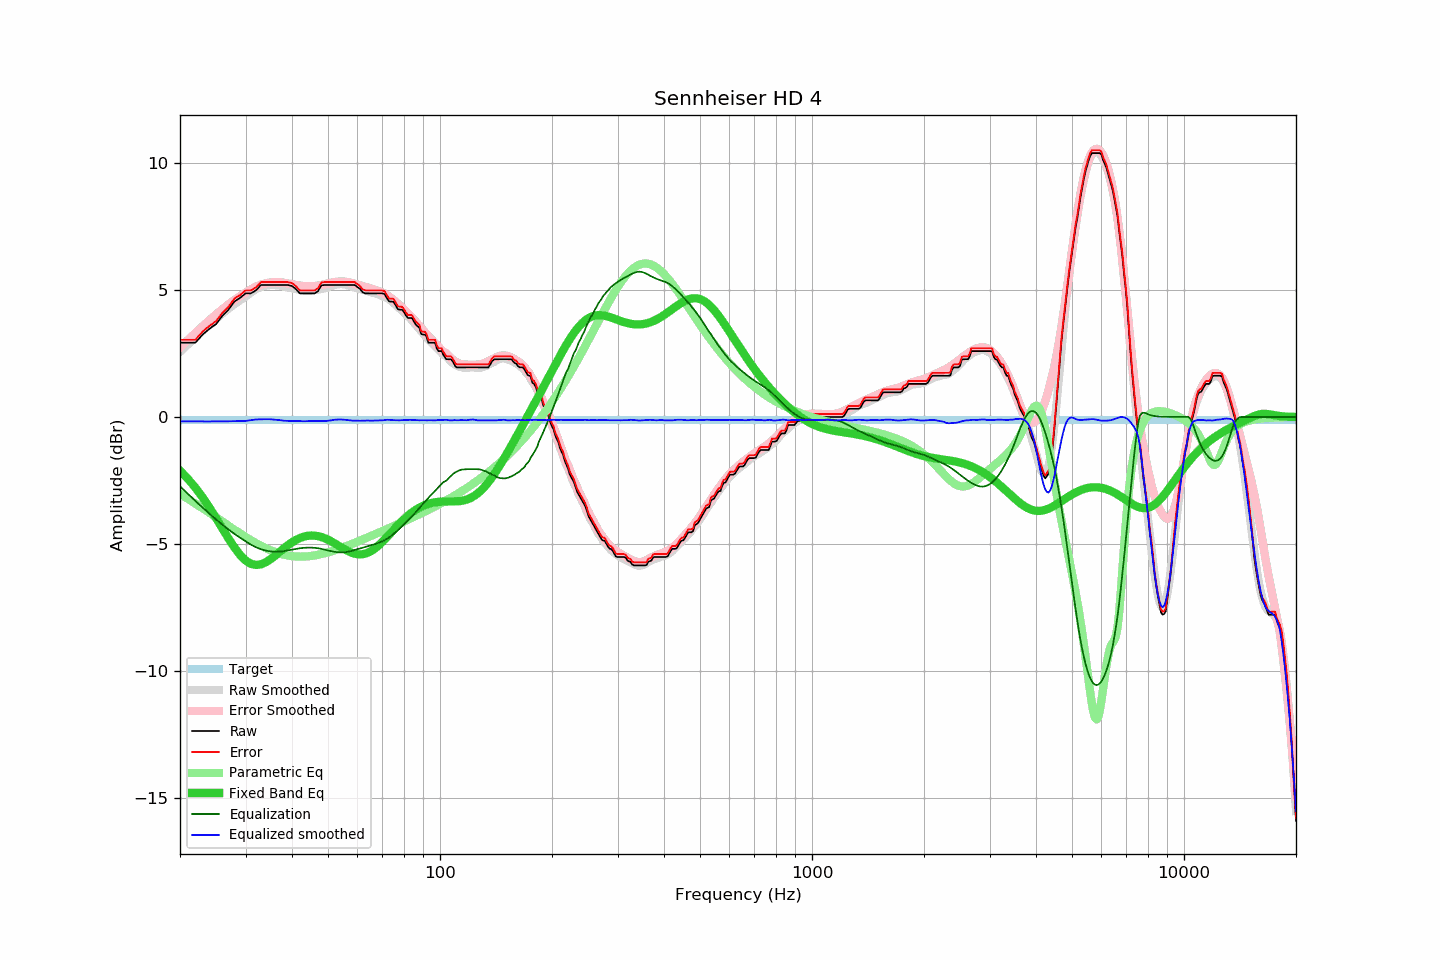 Sennheiser HD 4
10
5
0
−5
−10
−15
Amplitude (dBr)
Target
Raw Smoothed
Error Smoothed
Raw
Error
Parametric Eq
Fixed Band Eq
Equalization
Equalized smoothed
100
1000
10000
Frequency (Hz)